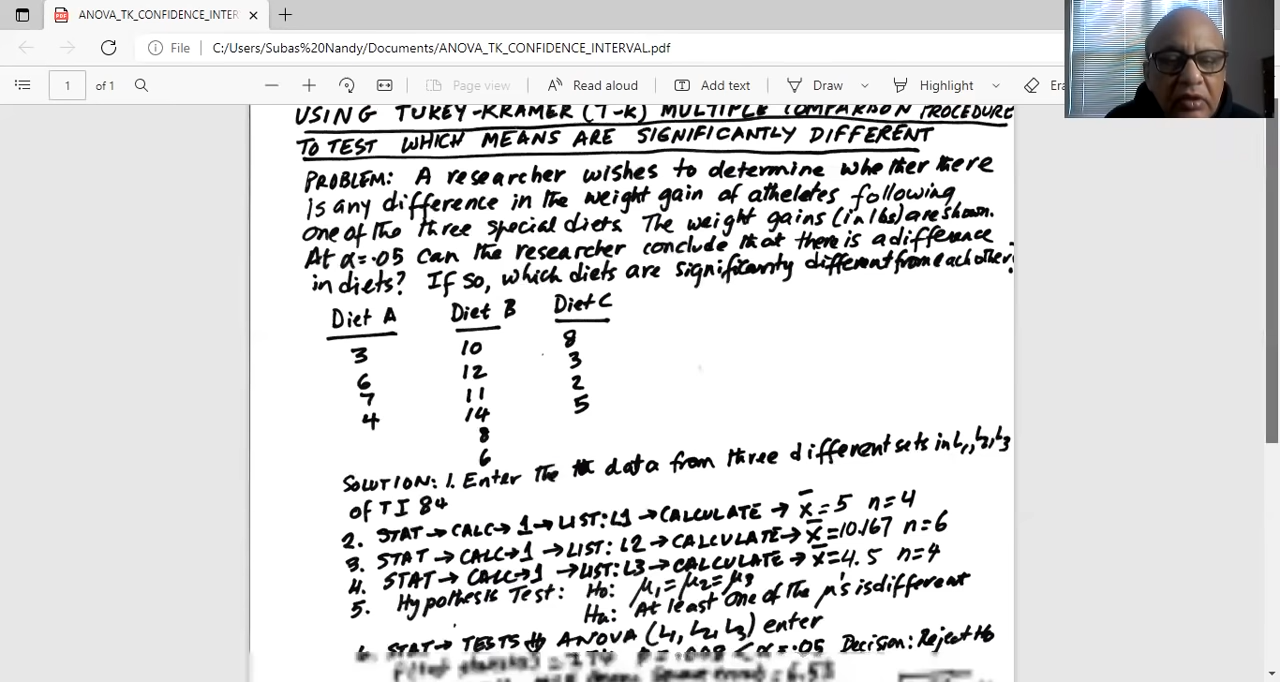 ANOVA_TK_CONFIDENCE_INTER
File C:/Users/Subas%20Nandy/Documents/ANOVA_TK_CONFIDENCE_INTERVAL.pdf
1 of 1 Page view Read aloud Add text Draw Highlight Era
USING TUKEY-KRAMER (T-K) MULTIPLE COMPARISON PROCEDURE
TO TEST WHICH MEANS ARE SIGNIFICANTLY DIFFERENT
PROBLEM: A researcher wishes to determine whether there
is any difference in the weight gain of atheletes following
one of the three special diets. The weight gains (in lbs) are shown.
At α=.05 can the researcher conclude that there is a difference
in diets? If so, which diets are significantly different from each other?
Diet A Diet B Diet C
3 10 8
6 12 3
7 11 2
4 14 5
8
6
SOLUTION: 1. Enter the data from three different sets in L1, L2, L3
of TI 84
2. STAT → CALC → 1 → LIST: L1 → CALCULATE → x̄ = 5 n = 4
3. STAT → CALC → 1 → LIST: L2 → CALCULATE → x̄ = 10.167 n = 6
4. STAT → CALC → 1 → LIST: L3 → CALCULATE → x̄ = 4.5 n = 4
5. Hypothesis Test: Ho: μ1 = μ2 = μ3
Ha: At least one of the μ's is different
STAT → TESTS ANOVA (L1, L2, L3) enter
α = .05 Decision: Reject Ho